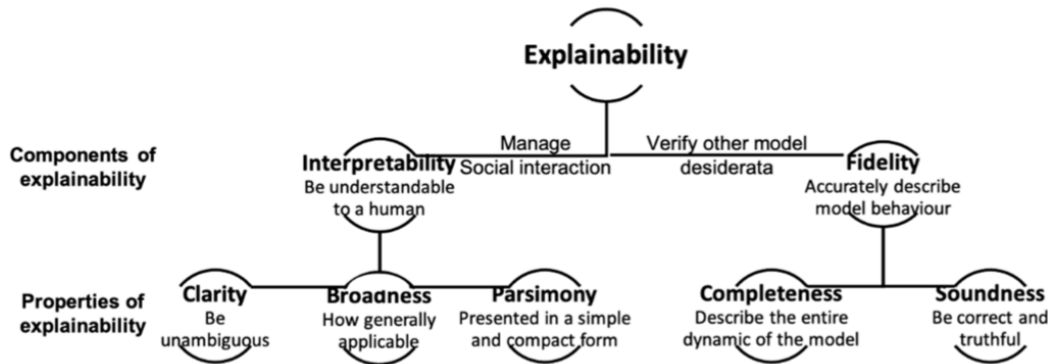 Explainability
Manage
Social interaction
Verify other model
desiderata
Components of
explainability
Interpretability
Be understandable
to a human
Fidelity
Accurately describe
model behaviour
Properties of
explainability
Clarity
Be
unambiguous
Broadness
How generally
applicable
Parsimony
Presented in a simple
and compact form
Completeness
Describe the entire
dynamic of the model
Soundness
Be correct and
truthful